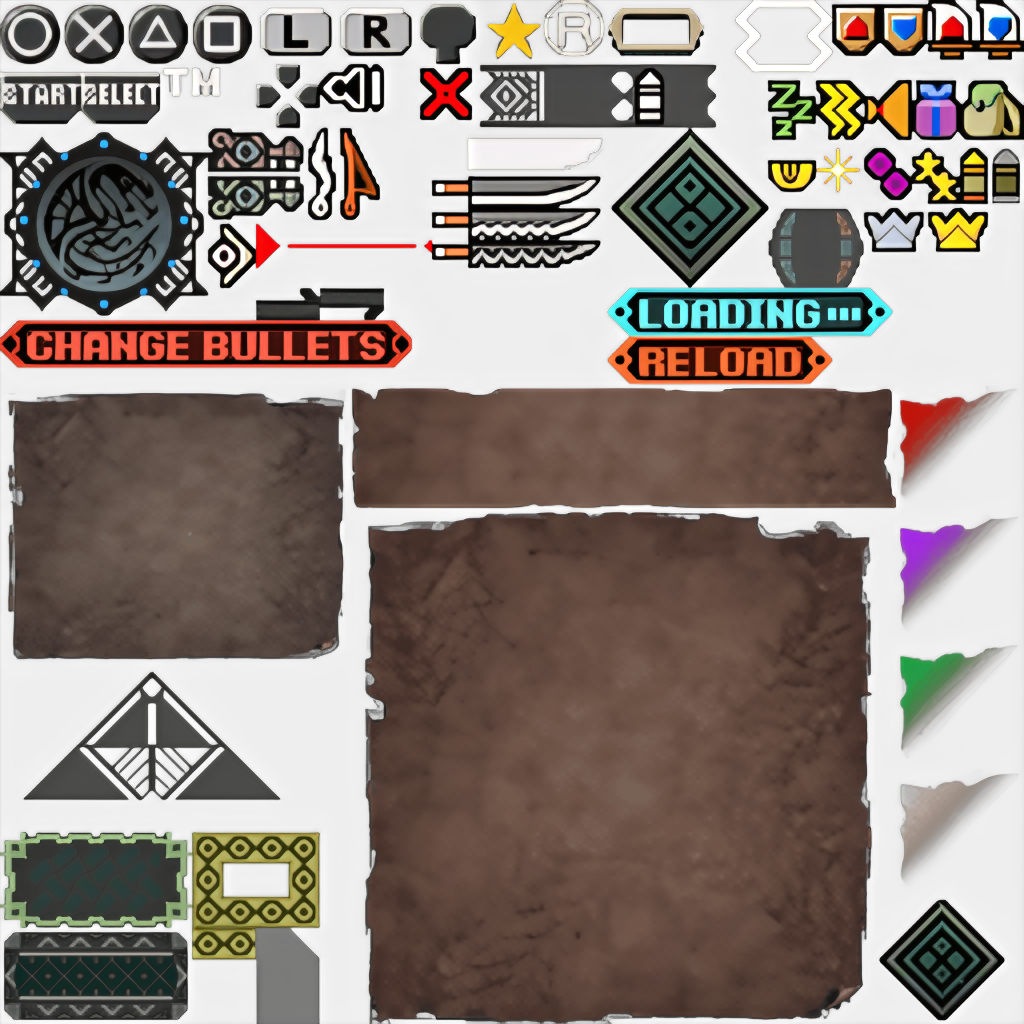 L R R
START SELECT TM
LOADING...
CHANGE BULLETS
RELOAD